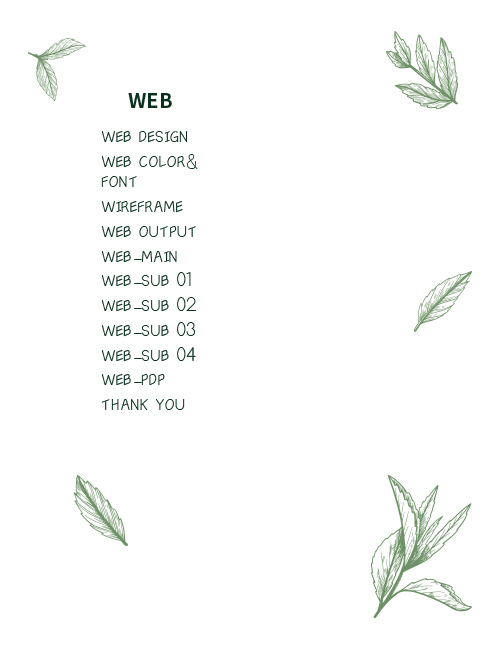 WEB
WEB DESIGN
WEB COLOR&
FONT
WIREFRAME
WEB OUTPUT
WEB_MAIN
WEB_SUB 01
WEB_SUB 02
WEB_SUB 03
WEB_SUB 04
WEB_PDP
THANK YOU